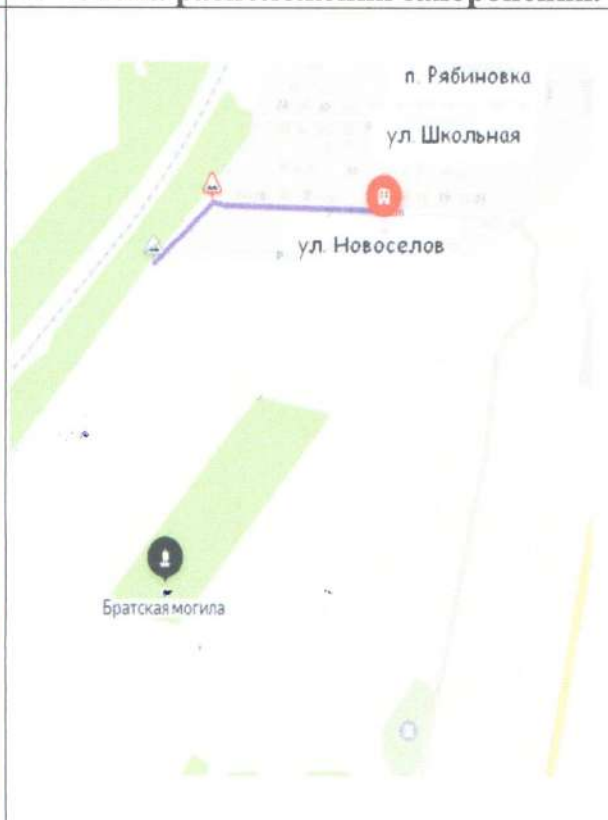 п. Рябиновка
ул. Школьная
ул. Новоселов
Братская могила